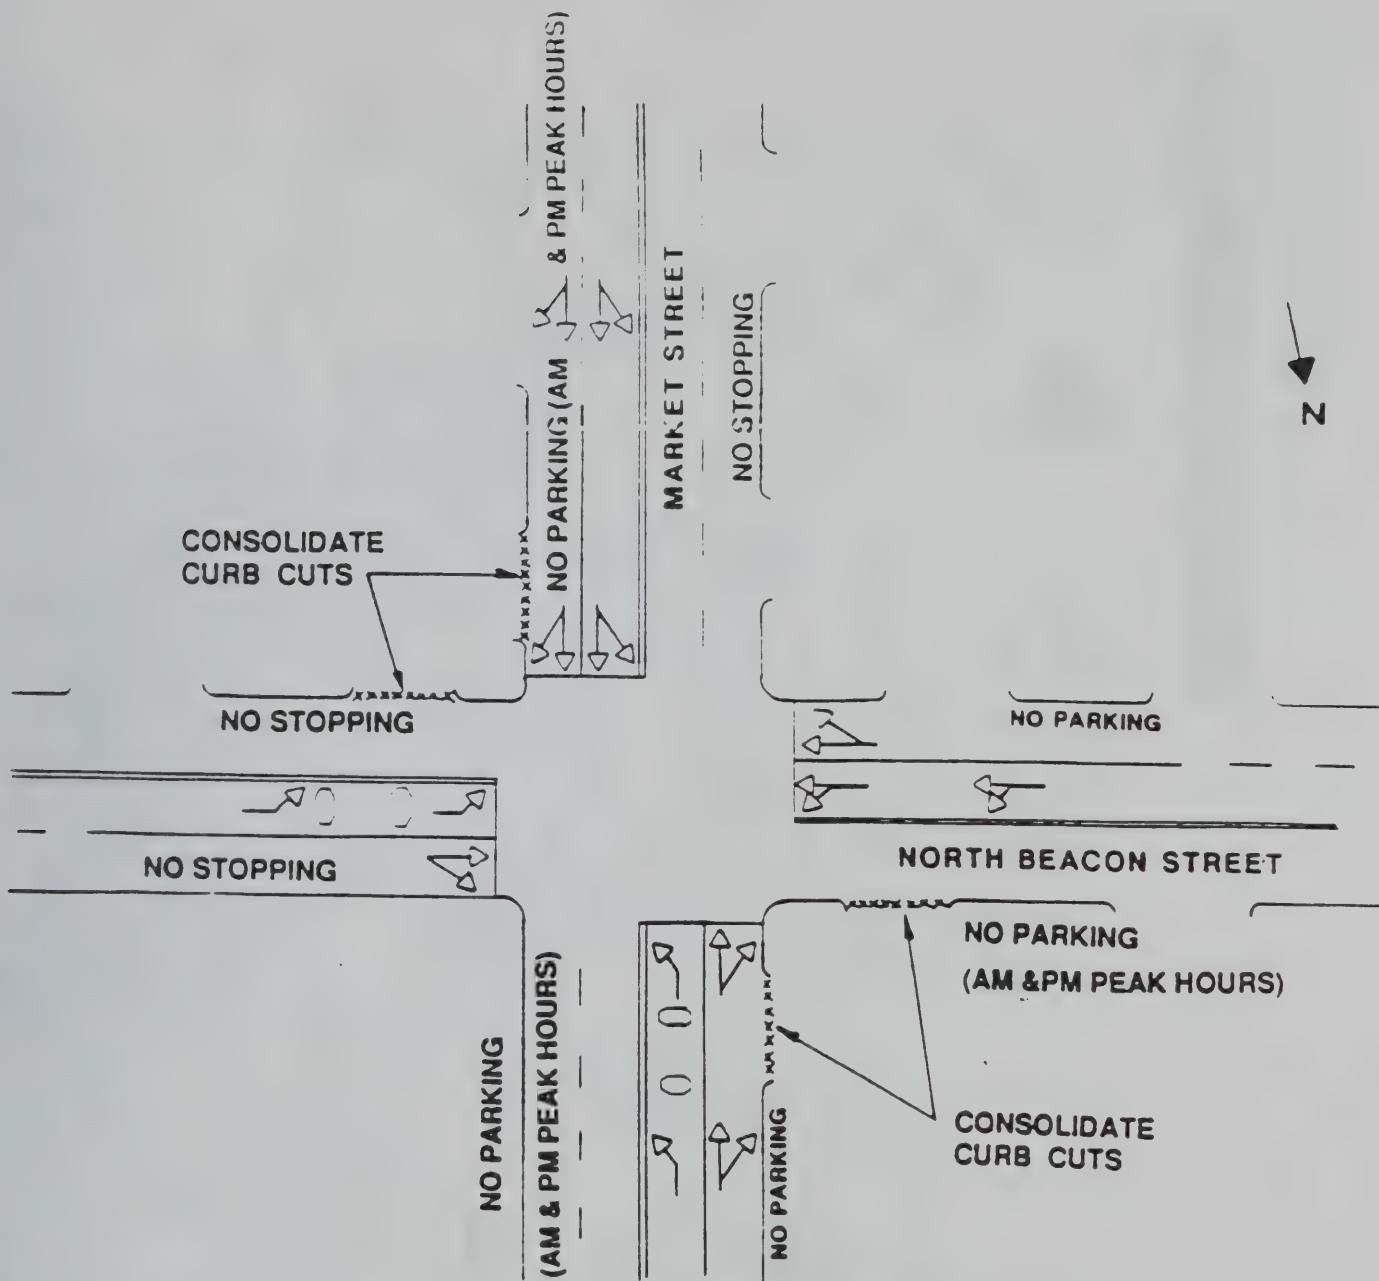 NO PARKING (AM & PM PEAK HOURS)
MARKET STREET
NO STOPPING
N
CONSOLIDATE
CURB CUTS
NO STOPPING
NO PARKING
NO STOPPING
NORTH BEACON STREET
NO PARKING
(AM & PM PEAK HOURS)
NO PARKING
(AM & PM PEAK HOURS)
NO PARKING
CONSOLIDATE
CURB CUTS